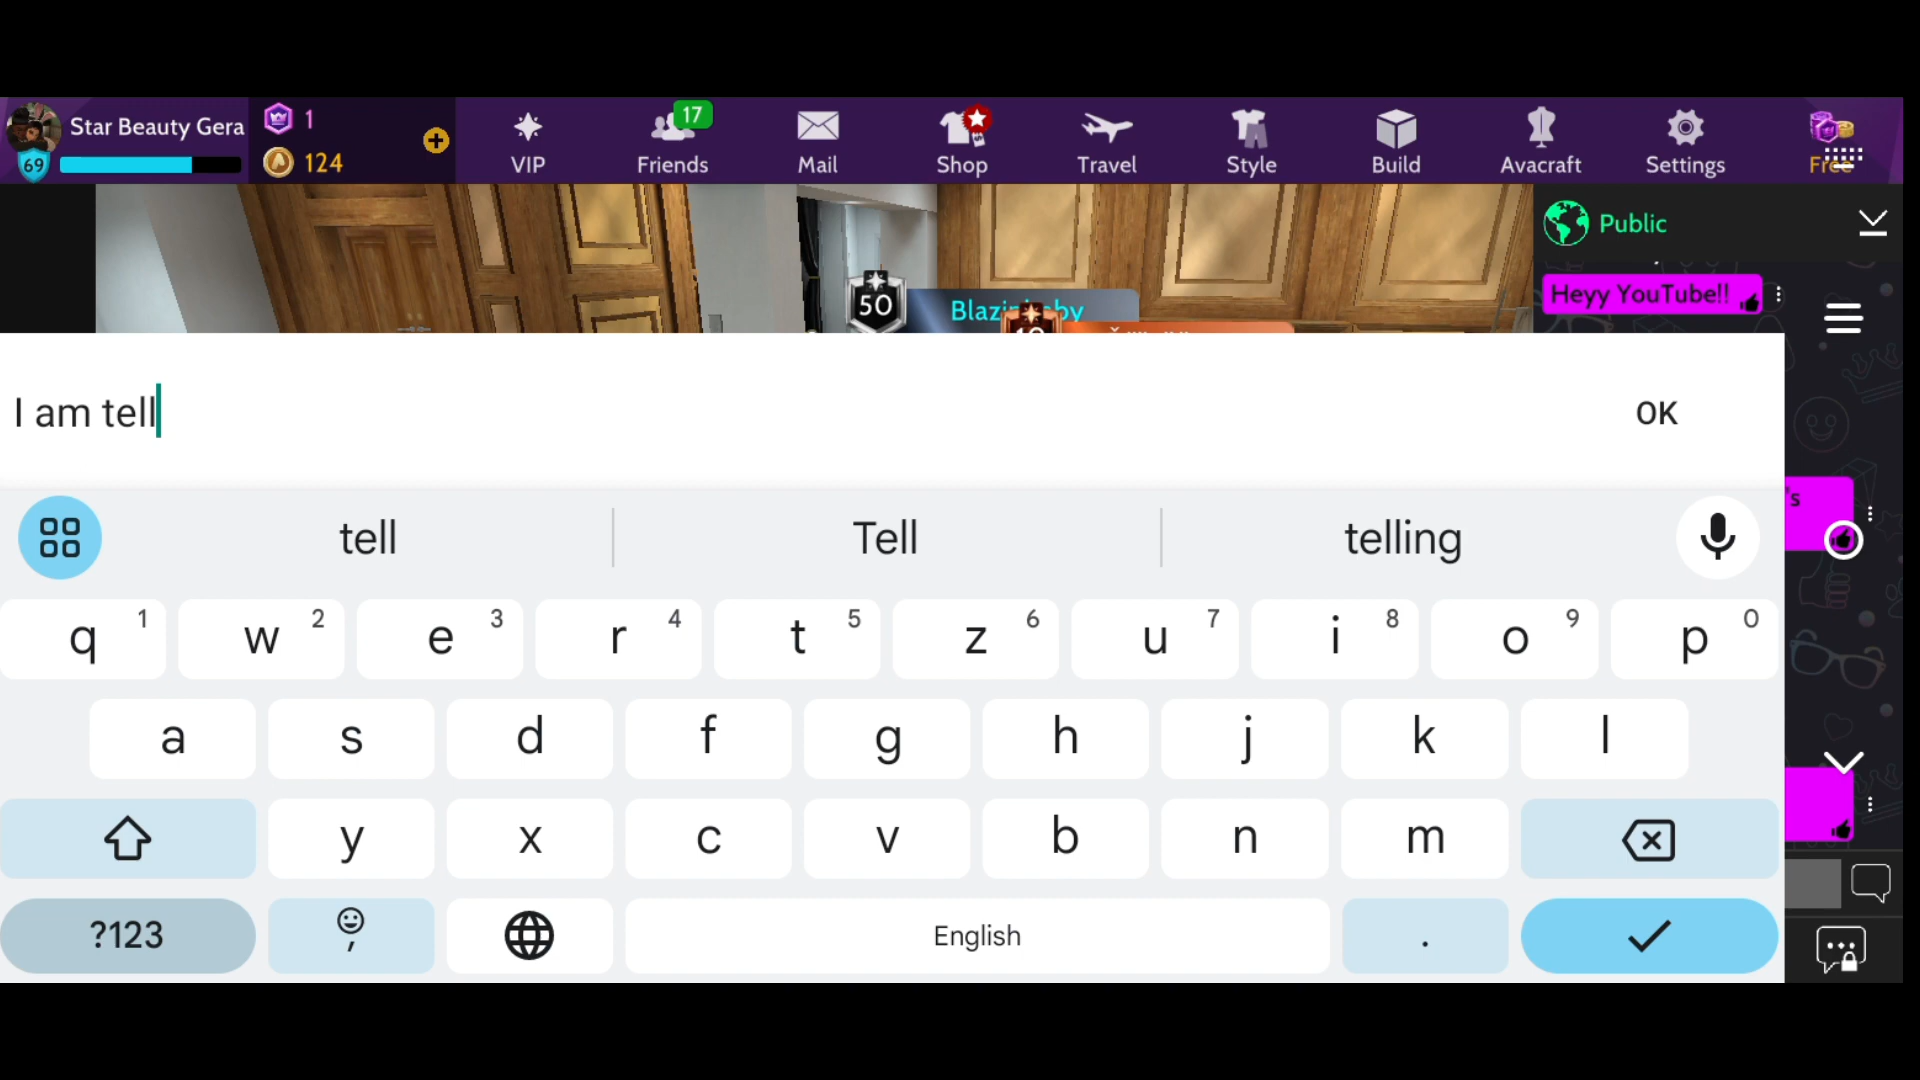 Star Beauty Gera
69
1
124
VIP
17
Friends
Mail
Shop
Travel
Style
Build
Avacraft
Settings
Free
Public
50
Heyy YouTube!!
I am tell
OK
tell
Tell
telling
q 1
w 2
e 3
r 4
t 5
z 6
u 7
i 8
o 9
p 0
a
s
d
f
g
h
j
k
l
y
x
c
v
b
n
m
?123
,
English
.